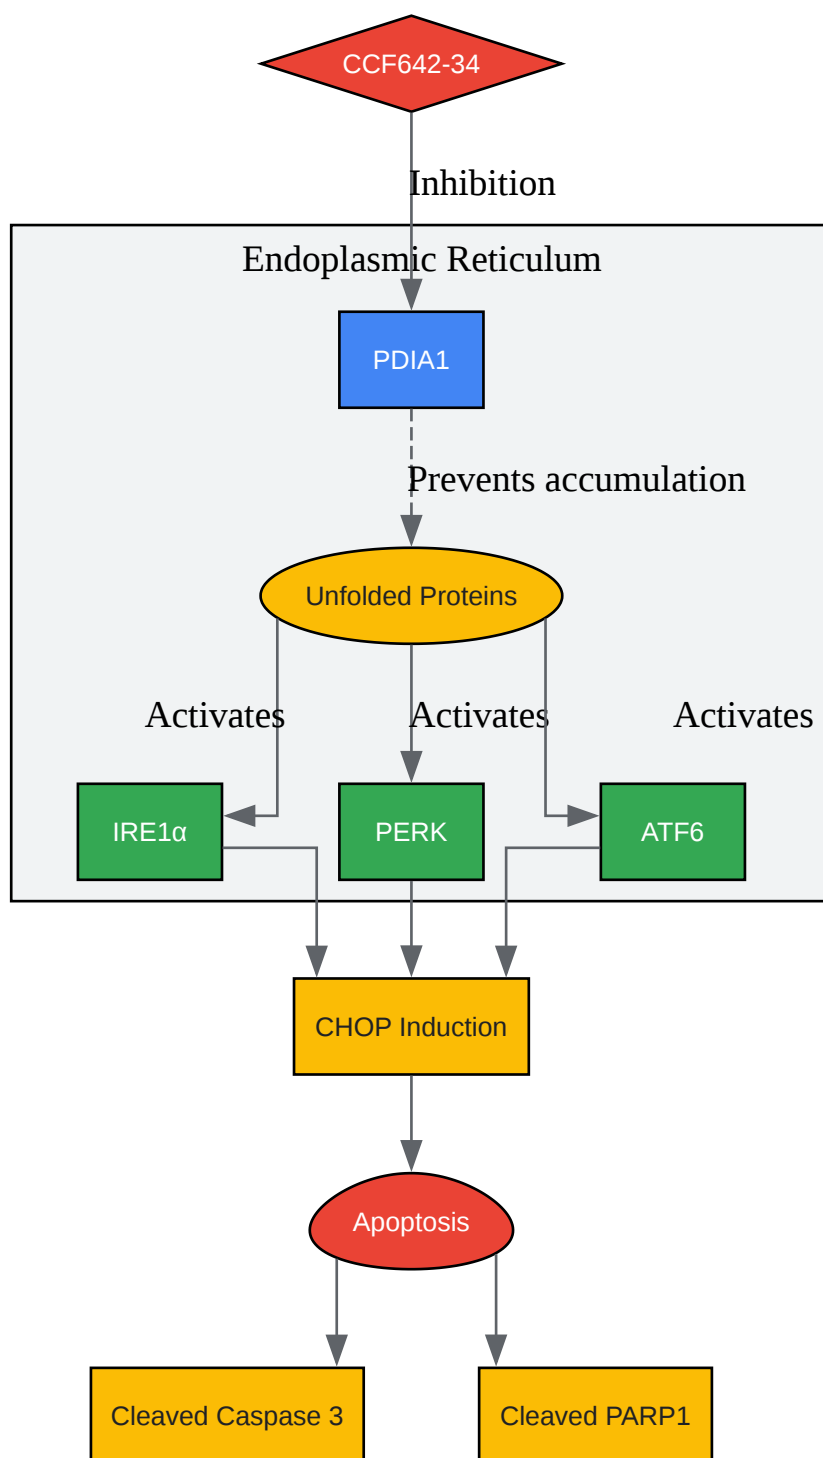 CCF642-34
Inhibition
Endoplasmic Reticulum
PDIA1
Prevents accumulation
Unfolded Proteins
Activates
Activates
Activates
IRE1α
PERK
ATF6
CHOP Induction
Apoptosis
Cleaved Caspase 3
Cleaved PARP1